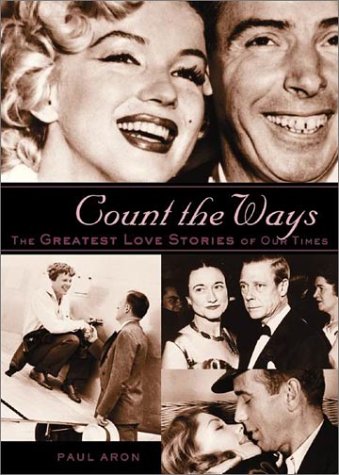 Count the Ways
THE GREATEST LOVE STORIES OF OUR TIMES
PAUL ARON